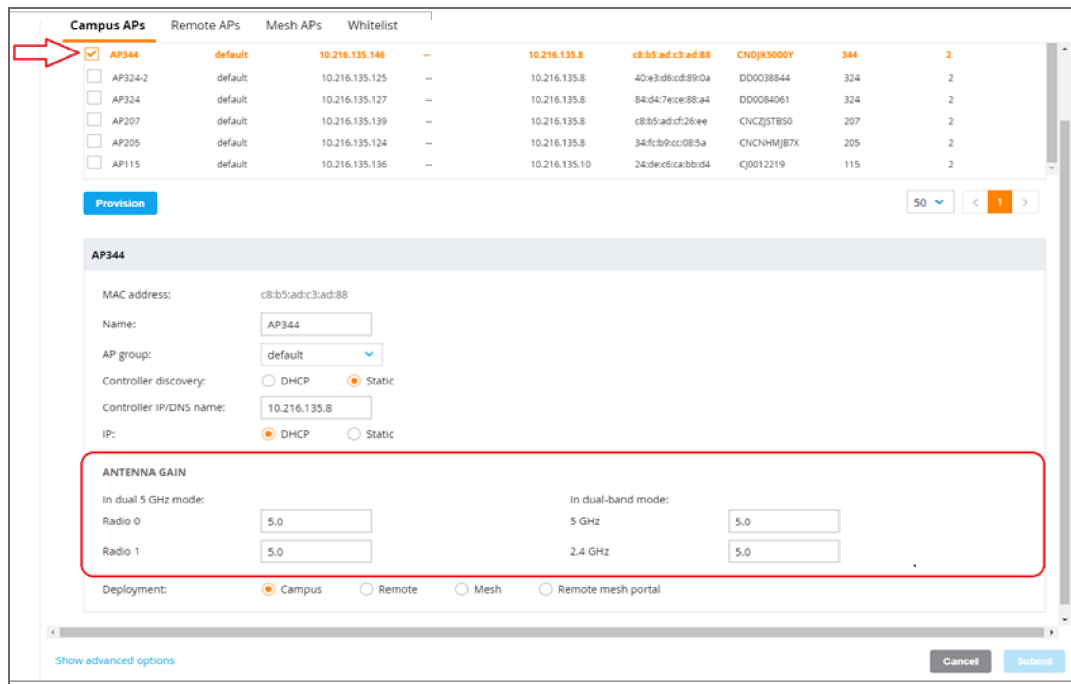 Campus APs Remote APs Mesh APs Whitelist
AP344 default 10.216.135.146 -- 10.216.135.8 c8:b5:ad:c3:ad:88 CNDJK5000Y 344 2
AP324-2 default 10.216.135.125 -- 10.216.135.8 40:e3:d6:cd:89:0a DD0038844 324 2
AP324 default 10.216.135.127 -- 10.216.135.8 84:d4:7e:ce:88:a4 DD0084061 324 2
AP207 default 10.216.135.139 -- 10.216.135.8 c8:b5:ad:cf:26:ee CNCZJSTBS0 207 2
AP205 default 10.216.135.124 -- 10.216.135.8 34:fc:b9:cc:08:5a CNCNHMJB7X 205 2
AP115 default 10.216.135.136 -- 10.216.135.10 24:de:c6:ca:bb:d4 CJ0012219 115 2
Provision 50 < 1 >
AP344
MAC address: c8:b5:ad:c3:ad:88
Name: AP344
AP group: default
Controller discovery: DHCP Static
Controller IP/DNS name: 10.216.135.8
IP: DHCP Static
ANTENNA GAIN
In dual 5 GHz mode: In dual-band mode:
Radio 0 5.0 5 GHz 5.0
Radio 1 5.0 2.4 GHz 5.0
Deployment: Campus Remote Mesh Remote mesh portal
Show advanced options Cancel Submit